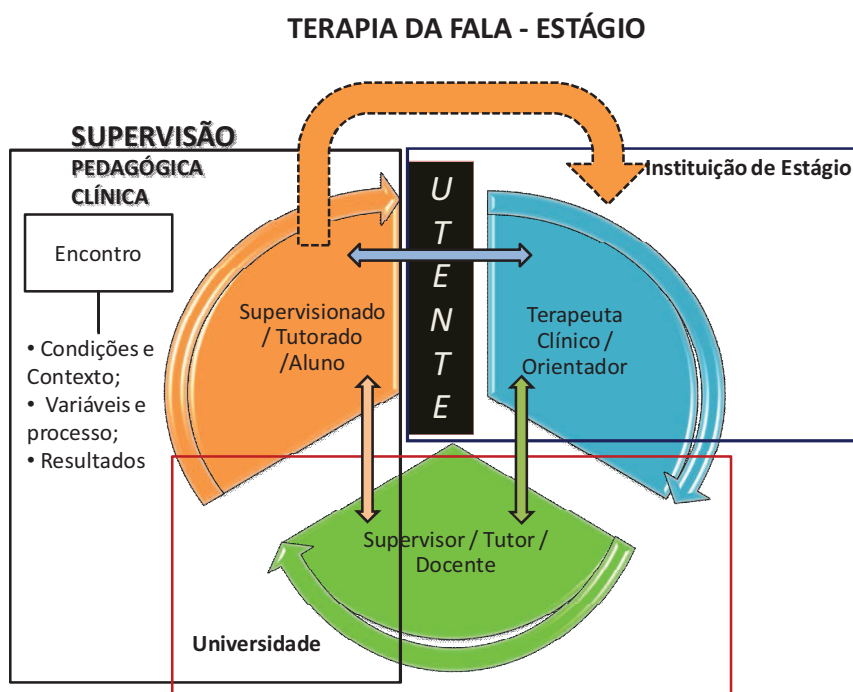 TERAPIA DA FALA - ESTÁGIO
SUPERVISÃO
PEDAGÓGICA
CLÍNICA
Instituição de Estágio
Encontro
U
T
E
N
T
E
Supervisionado
/ Tutorado
/Aluno
Terapeuta
Clínico /
Orientador
• Condições e
Contexto;
• Variáveis e
processo;
• Resultados
Supervisor / Tutor /
Docente
Universidade